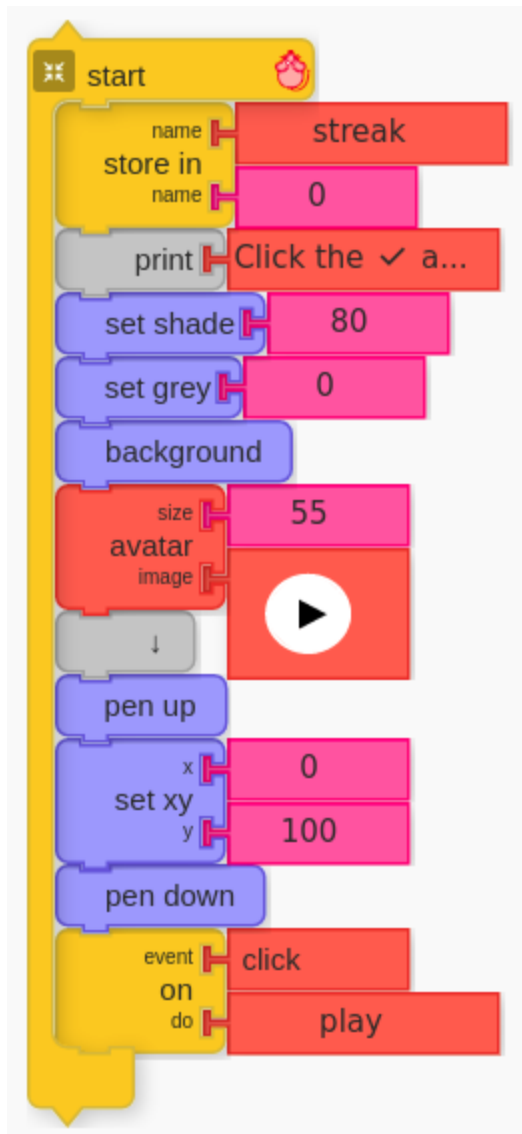 start
name streak
store in
name 0
print Click the ✓ a...
set shade 80
set grey 0
background
size 55
avatar
image
↓
pen up
x 0
set xy
y 100
pen down
event click
on
do play